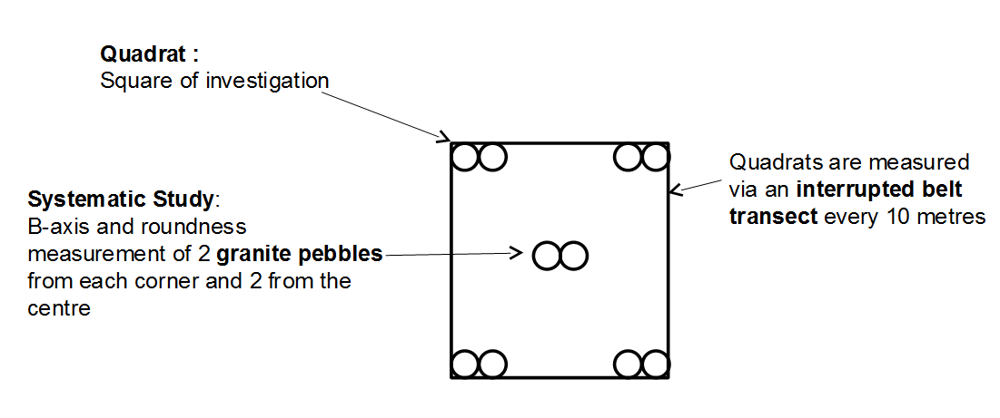 Quadrat :
Square of investigation
Systematic Study:
B-axis and roundness
measurement of 2 granite pebbles
from each corner and 2 from the
centre
Quadrats are measured
via an interrupted belt
transect every 10 metres